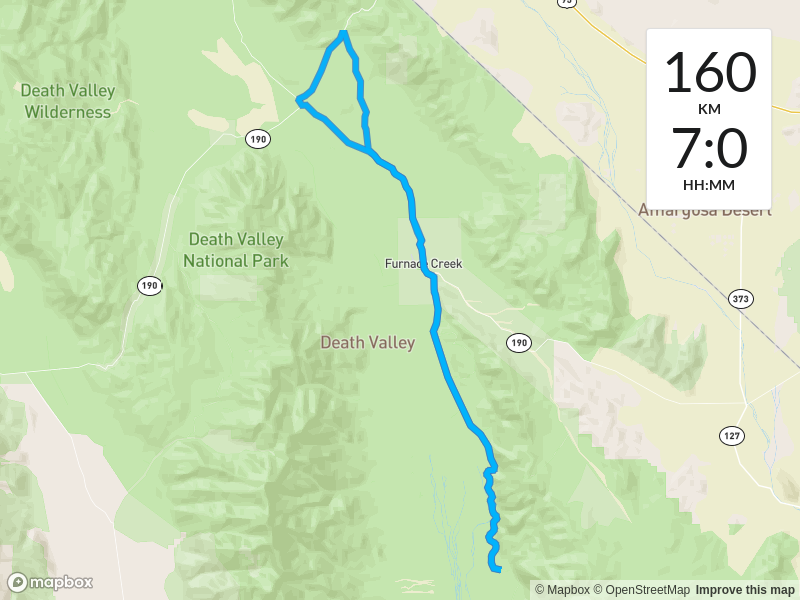 95
Death Valley
Wilderness
190
160
KM
7:0
HH:MM
Amargosa Desert
Death Valley
National Park
Furnace Creek
190
373
Death Valley
190
127
mapbox
© Mapbox © OpenStreetMap Improve this map